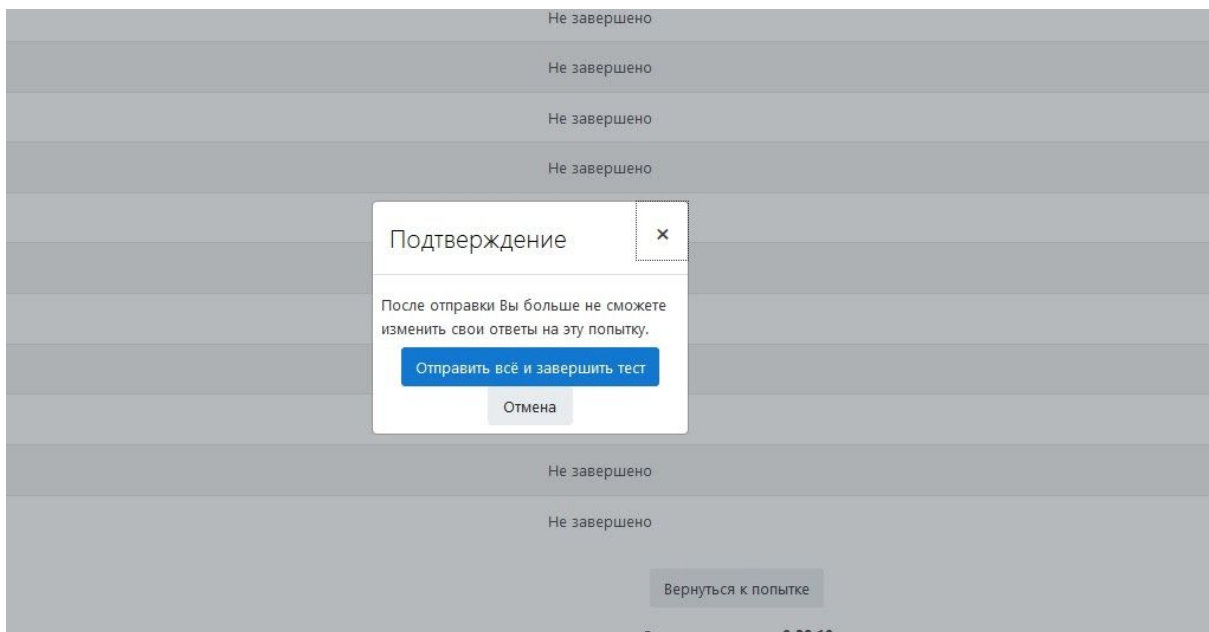 Не завершено
Не завершено
Не завершено
Не завершено
Подтверждение
×
После отправки Вы больше не сможете
изменить свои ответы на эту попытку.
Отправить всё и завершить тест
Отмена
Не завершено
Не завершено
Вернуться к попытке